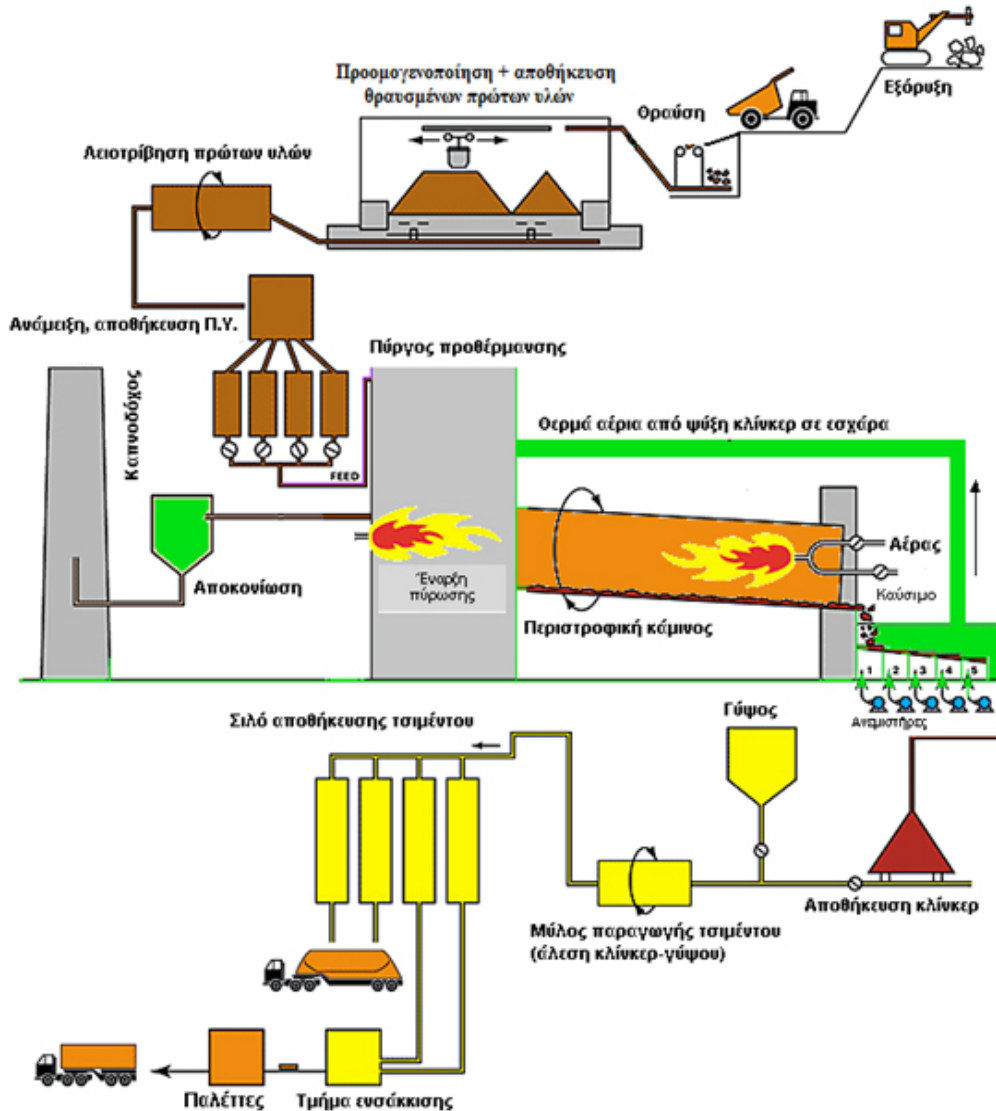 Εξόρυξη
Θραύση
Προομογενοποίηση + αποθήκευση
θραυσμένων πρώτων υλών
Λειοτρίβηση πρώτων υλών
Ανάμειξη, αποθήκευση Π.Υ.
Πύργος προθέρμανσης
Καπνοδόχος
FEED
Θερμά αέρια από ψύξη κλίνκερ σε εσχάρα
Αέρας
Καύσιμο
Αποκονίωση
Έναρξη
πύρωσης
Περιστροφική κάμινος
1 2 3 4 5
Ανεμιστήρες
Σιλό αποθήκευσης τσιμέντου
Γύψος
Αποθήκευση κλίνκερ
Μύλος παραγωγής τσιμέντου
(άλεση κλίνκερ-γύψου)
Παλέττες
Τμήμα ενσάκκισης